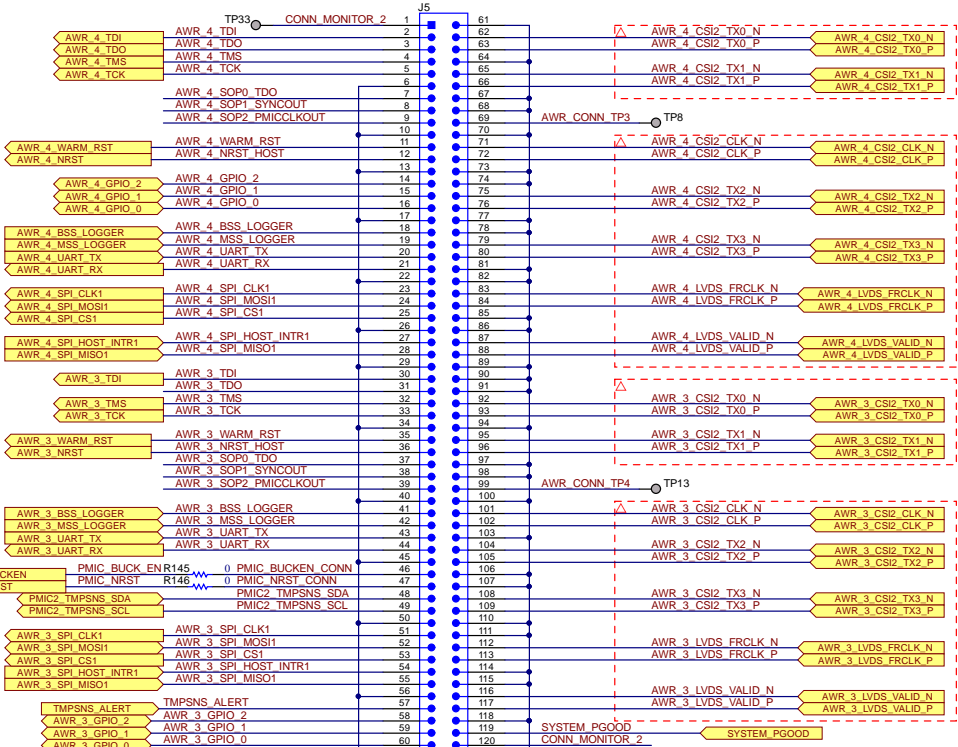 J5
TP33 CONN_MONITOR_2 1 61
AWR_4_TDI AWR_4_TDI 2 62 AWR_4_CSI2_TX0_N AWR_4_CSI2_TX0_N
AWR_4_TDO AWR_4_TDO 3 63 AWR_4_CSI2_TX0_P AWR_4_CSI2_TX0_P
AWR_4_TMS AWR_4_TMS 4 64
AWR_4_TCK AWR_4_TCK 5 65 AWR_4_CSI2_TX1_N AWR_4_CSI2_TX1_N
6 66 AWR_4_CSI2_TX1_P AWR_4_CSI2_TX1_P
AWR_4_SOP0_TDO 7 67
AWR_4_SOP1_SYNCOUT 8 68
AWR_4_SOP2_PMICCLKOUT 9 69 AWR_CONN_TP3 TP8
10 70
AWR_4_WARM_RST AWR_4_WARM_RST 11 71 AWR_4_CSI2_CLK_N AWR_4_CSI2_CLK_N
AWR_4_NRST AWR_4_NRST_HOST 12 72 AWR_4_CSI2_CLK_P AWR_4_CSI2_CLK_P
13 73
AWR_4_GPIO_2 AWR_4_GPIO_2 14 74
AWR_4_GPIO_1 AWR_4_GPIO_1 15 75 AWR_4_CSI2_TX2_N AWR_4_CSI2_TX2_N
AWR_4_GPIO_0 AWR_4_GPIO_0 16 76 AWR_4_CSI2_TX2_P AWR_4_CSI2_TX2_P
17 77
AWR_4_BSS_LOGGER AWR_4_BSS_LOGGER 18 78
AWR_4_MSS_LOGGER AWR_4_MSS_LOGGER 19 79 AWR_4_CSI2_TX3_N AWR_4_CSI2_TX3_N
AWR_4_UART_TX AWR_4_UART_TX 20 80 AWR_4_CSI2_TX3_P AWR_4_CSI2_TX3_P
AWR_4_UART_RX AWR_4_UART_RX 21 81
22 82
AWR_4_SPI_CLK1 AWR_4_SPI_CLK1 23 83 AWR_4_LVDS_FRCLK_N AWR_4_LVDS_FRCLK_N
AWR_4_SPI_MOSI1 AWR_4_SPI_MOSI1 24 84 AWR_4_LVDS_FRCLK_P AWR_4_LVDS_FRCLK_P
AWR_4_SPI_CS1 AWR_4_SPI_CS1 25 85
26 86
AWR_4_SPI_HOST_INTR1 AWR_4_SPI_HOST_INTR1 27 87 AWR_4_LVDS_VALID_N AWR_4_LVDS_VALID_N
AWR_4_SPI_MISO1 AWR_4_SPI_MISO1 28 88 AWR_4_LVDS_VALID_P AWR_4_LVDS_VALID_P
29 89
AWR_3_TDI AWR_3_TDI 30 90
AWR_3_TDO 31 91
AWR_3_TMS AWR_3_TMS 32 92 AWR_3_CSI2_TX0_N AWR_3_CSI2_TX0_N
AWR_3_TCK AWR_3_TCK 33 93 AWR_3_CSI2_TX0_P AWR_3_CSI2_TX0_P
34 94
AWR_3_WARM_RST AWR_3_WARM_RST 35 95 AWR_3_CSI2_TX1_N AWR_3_CSI2_TX1_N
AWR_3_NRST AWR_3_NRST_HOST 36 96 AWR_3_CSI2_TX1_P AWR_3_CSI2_TX1_P
AWR_3_SOP0_TDO 37 97
AWR_3_SOP1_SYNCOUT 38 98
AWR_3_SOP2_PMICCLKOUT 39 99 AWR_CONN_TP4 TP13
40 100
AWR_3_BSS_LOGGER AWR_3_BSS_LOGGER 41 101 AWR_3_CSI2_CLK_N AWR_3_CSI2_CLK_N
AWR_3_MSS_LOGGER AWR_3_MSS_LOGGER 42 102 AWR_3_CSI2_CLK_P AWR_3_CSI2_CLK_P
AWR_3_UART_TX AWR_3_UART_TX 43 103
AWR_3_UART_RX AWR_3_UART_RX 44 104 AWR_3_CSI2_TX2_N AWR_3_CSI2_TX2_N
45 105 AWR_3_CSI2_TX2_P AWR_3_CSI2_TX2_P
CKEN PMIC_BUCK_EN R145 0 PMIC_BUCKEN_CONN 46 106
ST PMIC_NRST R146 0 PMIC_NRST_CONN 47 107
PMIC2_TMPSNS_SDA PMIC2_TMPSNS_SDA 48 108 AWR_3_CSI2_TX3_N AWR_3_CSI2_TX3_N
PMIC2_TMPSNS_SCL PMIC2_TMPSNS_SCL 49 109 AWR_3_CSI2_TX3_P AWR_3_CSI2_TX3_P
50 110
AWR_3_SPI_CLK1 AWR_3_SPI_CLK1 51 111
AWR_3_SPI_MOSI1 AWR_3_SPI_MOSI1 52 112 AWR_3_LVDS_FRCLK_N AWR_3_LVDS_FRCLK_N
AWR_3_SPI_CS1 AWR_3_SPI_CS1 53 113 AWR_3_LVDS_FRCLK_P AWR_3_LVDS_FRCLK_P
AWR_3_SPI_HOST_INTR1 AWR_3_SPI_HOST_INTR1 54 114
AWR_3_SPI_MISO1 AWR_3_SPI_MISO1 55 115
56 116 AWR_3_LVDS_VALID_N AWR_3_LVDS_VALID_N
TMPSNS_ALERT TMPSNS_ALERT 57 117 AWR_3_LVDS_VALID_P AWR_3_LVDS_VALID_P
AWR_3_GPIO_2 AWR_3_GPIO_2 58 118
AWR_3_GPIO_1 AWR_3_GPIO_1 59 119 SYSTEM_PGOOD SYSTEM_PGOOD
AWR_3_GPIO_0 AWR_3_GPIO_0 60 120 CONN_MONITOR_2